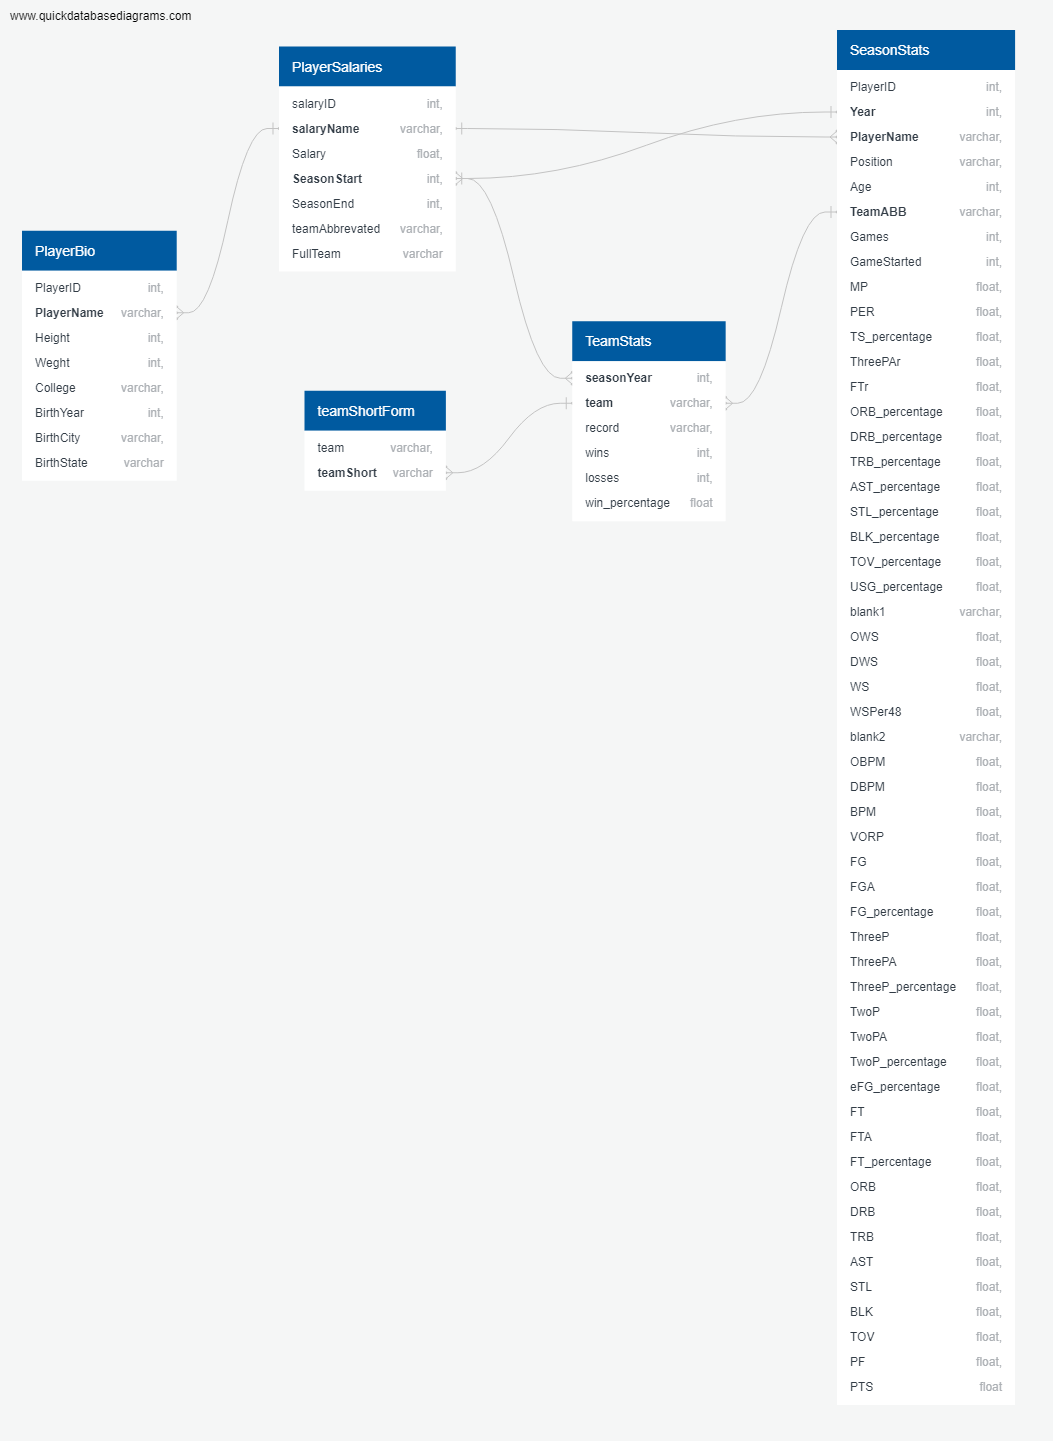 www.quickdatabasediagrams.com
PlayerSalaries
salaryID int,
salaryName varchar,
Salary float,
SeasonStart int,
SeasonEnd int,
teamAbbrevated varchar,
FullTeam varchar
PlayerBio
PlayerID int,
PlayerName varchar,
Height int,
Weght int,
College varchar,
BirthYear int,
BirthCity varchar,
BirthState varchar
teamShortForm
team varchar,
teamShort varchar
TeamStats
seasonYear int,
team varchar,
record varchar,
wins int,
losses int,
win_percentage float
SeasonStats
PlayerID int,
Year int,
PlayerName varchar,
Position varchar,
Age int,
TeamABB varchar,
Games int,
GameStarted int,
MP float,
PER float,
TS_percentage float,
ThreePAr float,
FTr float,
ORB_percentage float,
DRB_percentage float,
TRB_percentage float,
AST_percentage float,
STL_percentage float,
BLK_percentage float,
TOV_percentage float,
USG_percentage float,
blank1 varchar,
OWS float,
DWS float,
WS float,
WSPer48 float,
blank2 varchar,
OBPM float,
DBPM float,
BPM float,
VORP float,
FG float,
FGA float,
FG_percentage float,
ThreeP float,
ThreePA float,
ThreeP_percentage float,
TwoP float,
TwoPA float,
TwoP_percentage float,
eFG_percentage float,
FT float,
FTA float,
FT_percentage float,
ORB float,
DRB float,
TRB float,
AST float,
STL float,
BLK float,
TOV float,
PF float,
PTS float